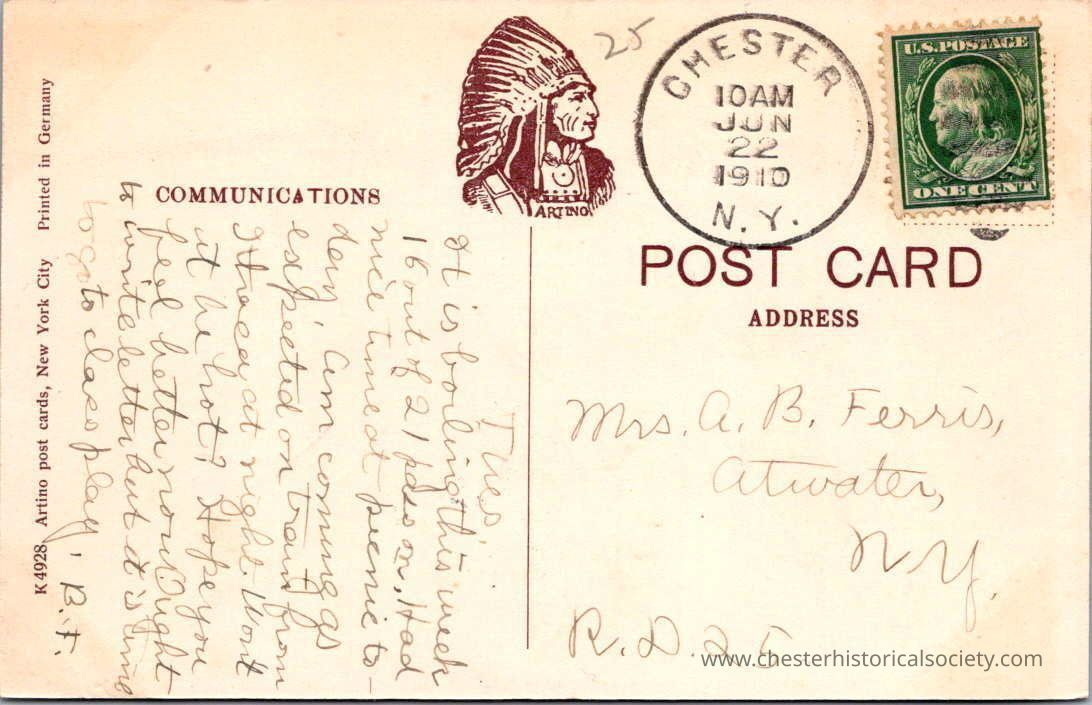 K 4928 Artino post cards, New York City Printed in Germany
COMMUNICATIONS
ARTINO
25
CHESTER
10 AM
JUN
22
1910
N.Y.
U.S. POSTAGE
ONE CENT
POST CARD
ADDRESS
Mrs. A. B. Ferris,
Atwater,
N.Y.
R.D.
Tues.
It is boiling this week
16 out of 21 passon, Had
nice time at picnic to-
day. Am coming as
expected on train from
Ithaca at night. Wont
it be hot? Hope you
feel better now. Ought
to write letter but it is time
to go to class play. B.F.
www.chesterhistoricalsociety.com